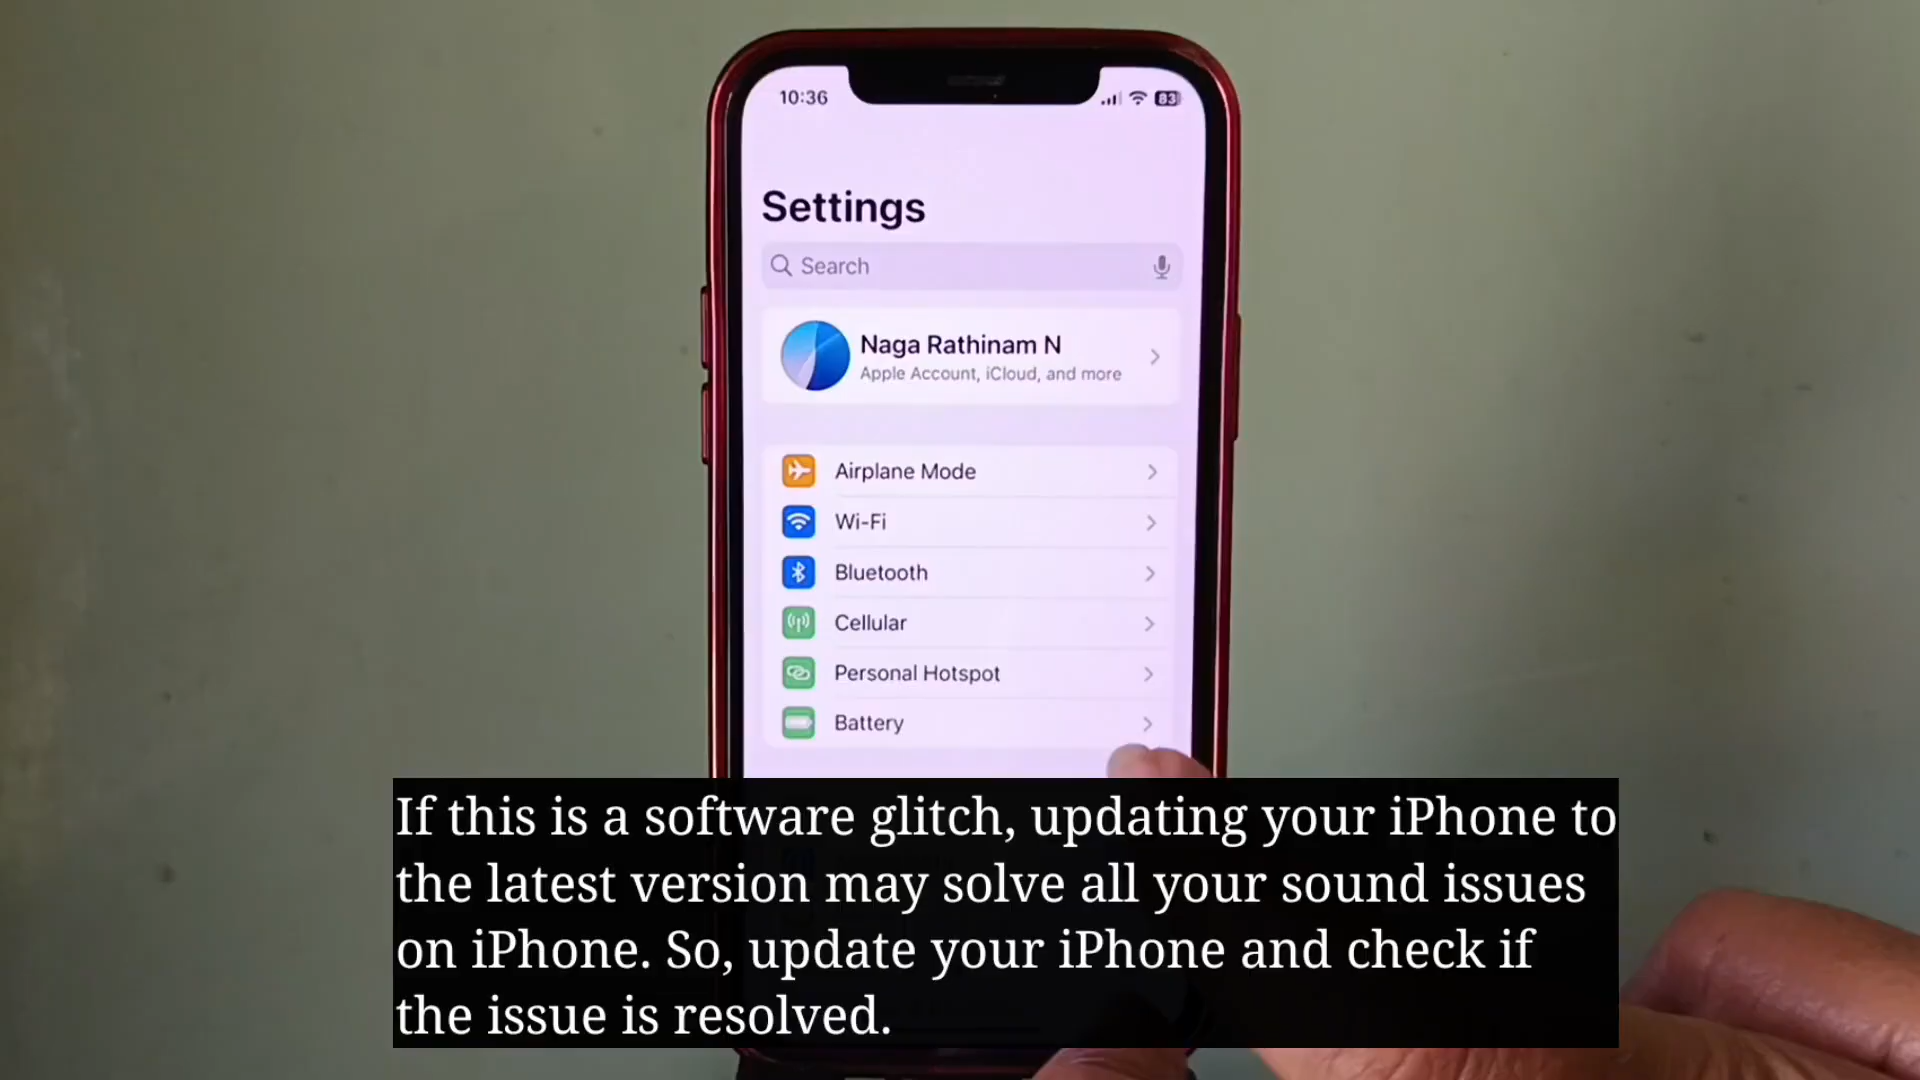 10:36
83
Settings
Search
Naga Rathinam N
Apple Account, iCloud, and more
Airplane Mode
Wi-Fi
Bluetooth
Cellular
Personal Hotspot
Battery
If this is a software glitch, updating your iPhone to
the latest version may solve all your sound issues
on iPhone. So, update your iPhone and check if
the issue is resolved.